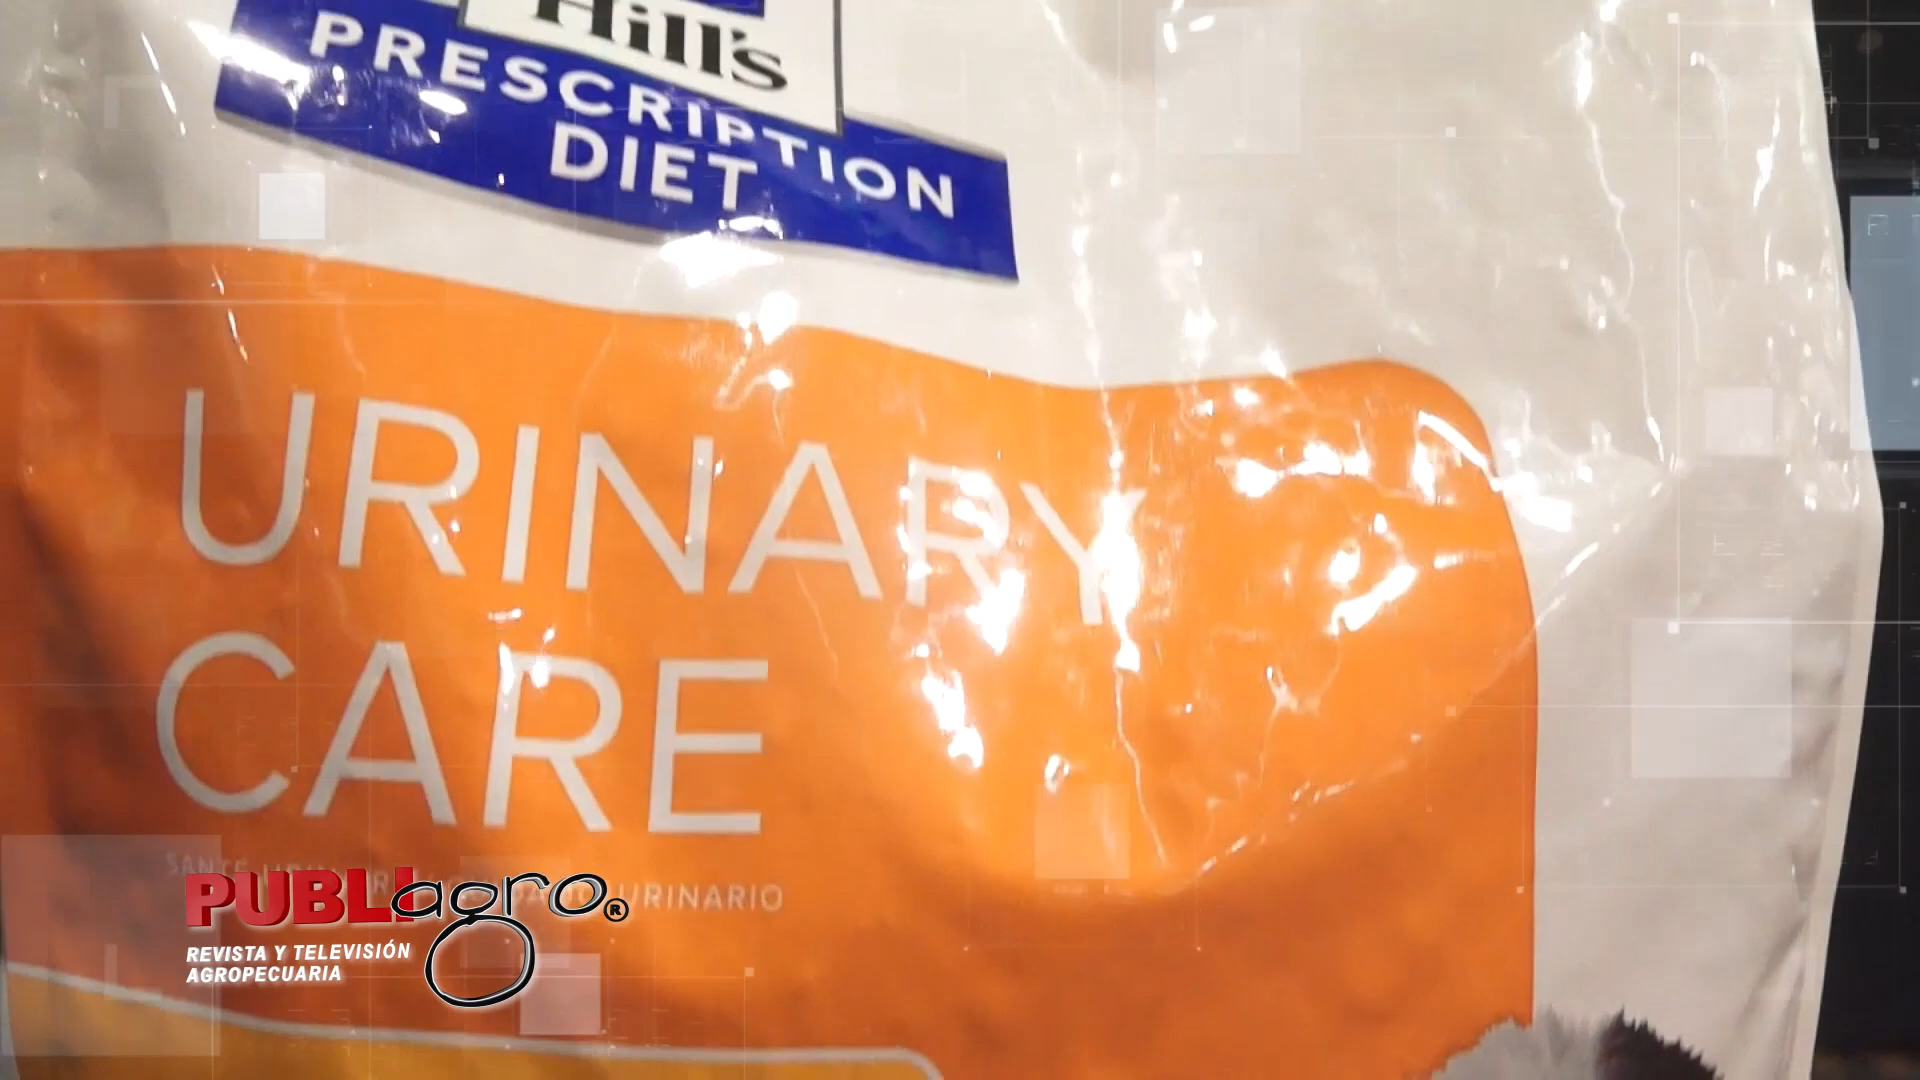 Hill's
PRESCRIPTION
DIET
URINARY
CARE
URINARIO
PUBLIagro®
REVISTA Y TELEVISIÓN
AGROPECUARIA